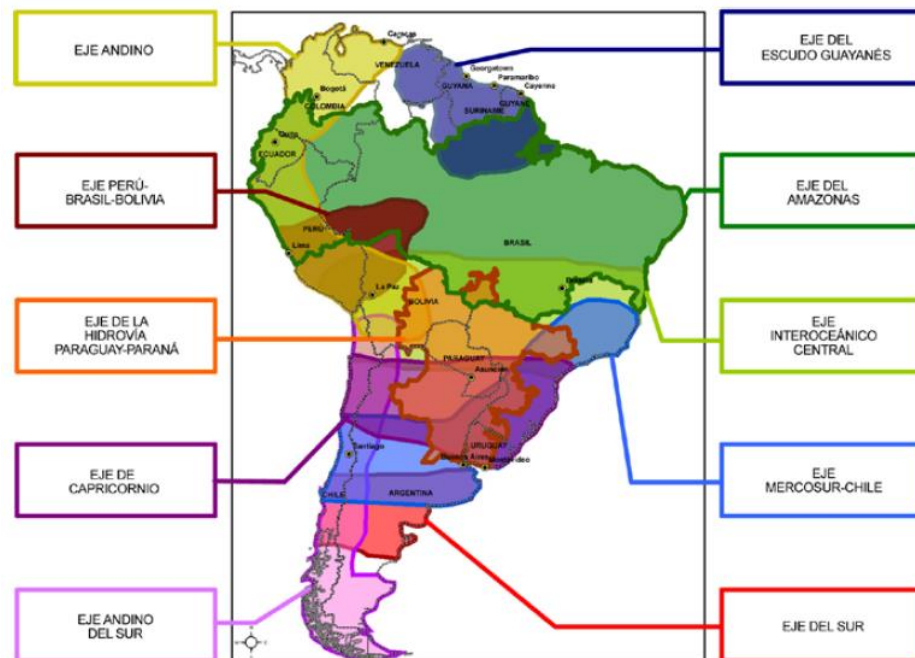 EJE ANDINO
EJE PERÚ-
BRASIL-BOLIVIA
EJE DE LA
HIDROVÍA
PARAGUAY-PARANÁ
EJE DE
CAPRICORNIO
EJE ANDINO
DEL SUR
Caracas
VENEZUELA
Georgetown
Paramaribo
GUYANA
Cayenne
Bogotá
GUYANE
COLOMBIA
SURINAME
Quito
ECUADOR
PERÚ
BRASIL
Lima
La Paz
BOLIVIA
PARAGUAY
Asunción
URUGUAY
Santiago
Buenos Aires
Montevideo
CHILE
ARGENTINA
EJE DEL
ESCUDO GUAYANÉS
EJE DEL
AMAZONAS
EJE
INTEROCEÁNICO
CENTRAL
EJE
MERCOSUR-CHILE
EJE DEL SUR